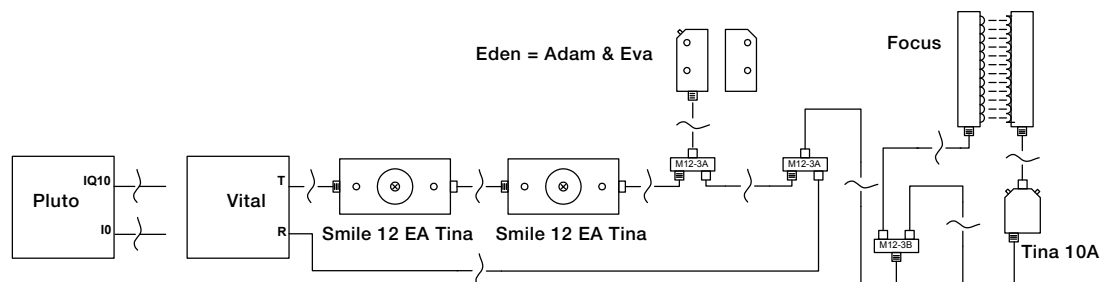 Eden = Adam & Eva
Focus
M12-3A
M12-3A
IQ10
T
Pluto
Vital
I0
R
Smile 12 EA Tina
Smile 12 EA Tina
M12-3B
Tina 10A